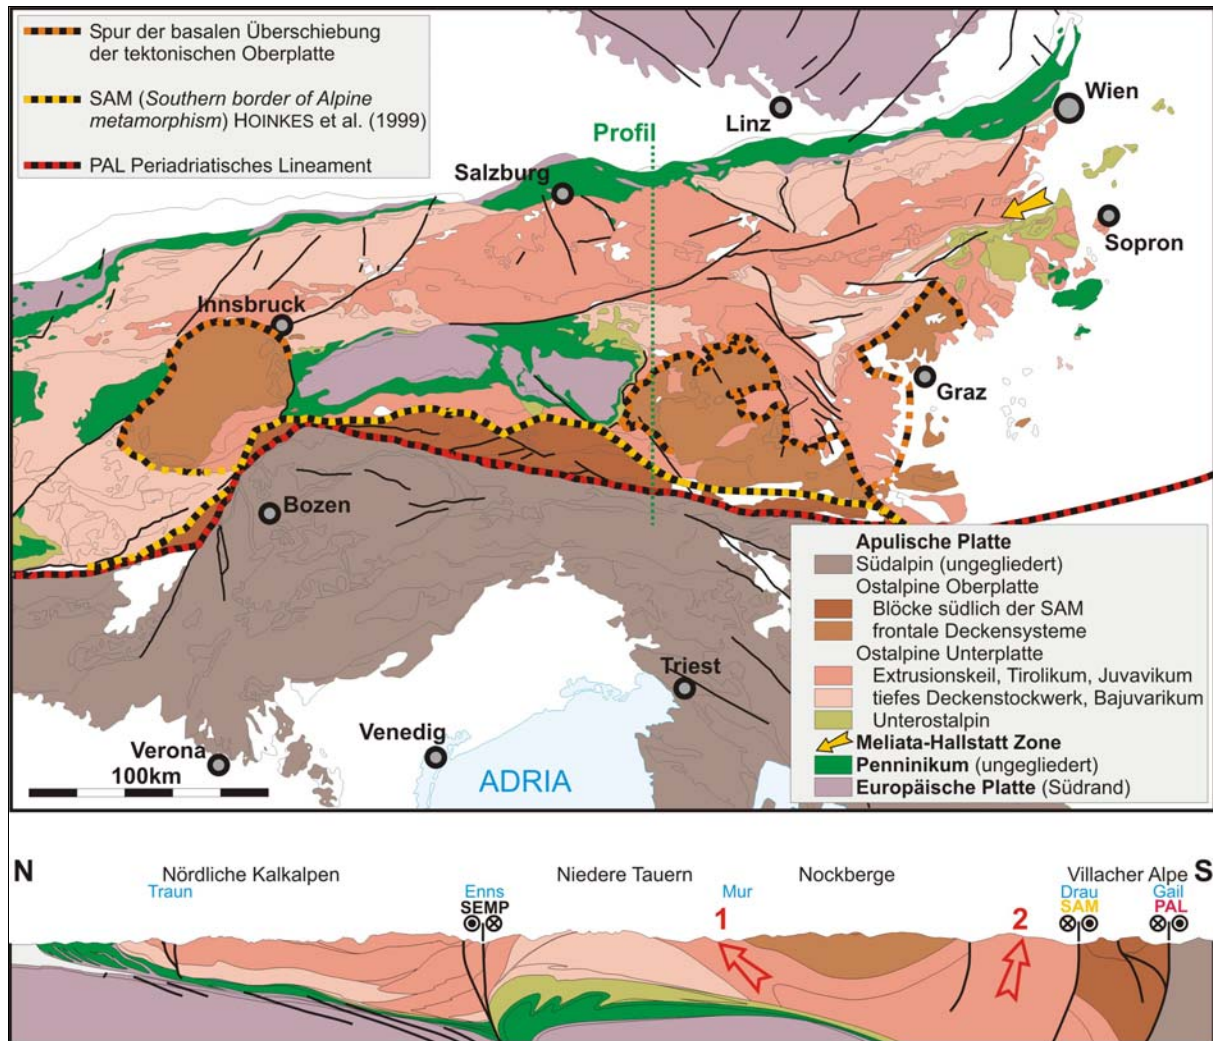 Spur der basalen Überschiebung
der tektonischen Oberplatte
SAM (Southern border of Alpine
metamorphism) HOINKES et al. (1999)
PAL Periadriatisches Lineament
Wien
Linz
Profil
Salzburg
Sopron
Innsbruck
Graz
Bozen
Triest
Venedig
Verona
100km
ADRIA
Apulische Platte
Südalpin (ungegliedert)
Ostalpine Oberplatte
Blöcke südlich der SAM
frontale Deckensysteme
Ostalpine Unterplatte
Extrusionskeil, Tirolikum, Juvavikum
tiefes Deckenstockwerk, Bajuvarikum
Unterostalpin
Meliata-Hallstatt Zone
Penninikum (ungegliedert)
Europäische Platte (Südrand)
N Nördliche Kalkalpen Niedere Tauern Nockberge Villacher Alpe S
Traun Enns Mur Drau Gail
SEMP SAM PAL
1 2